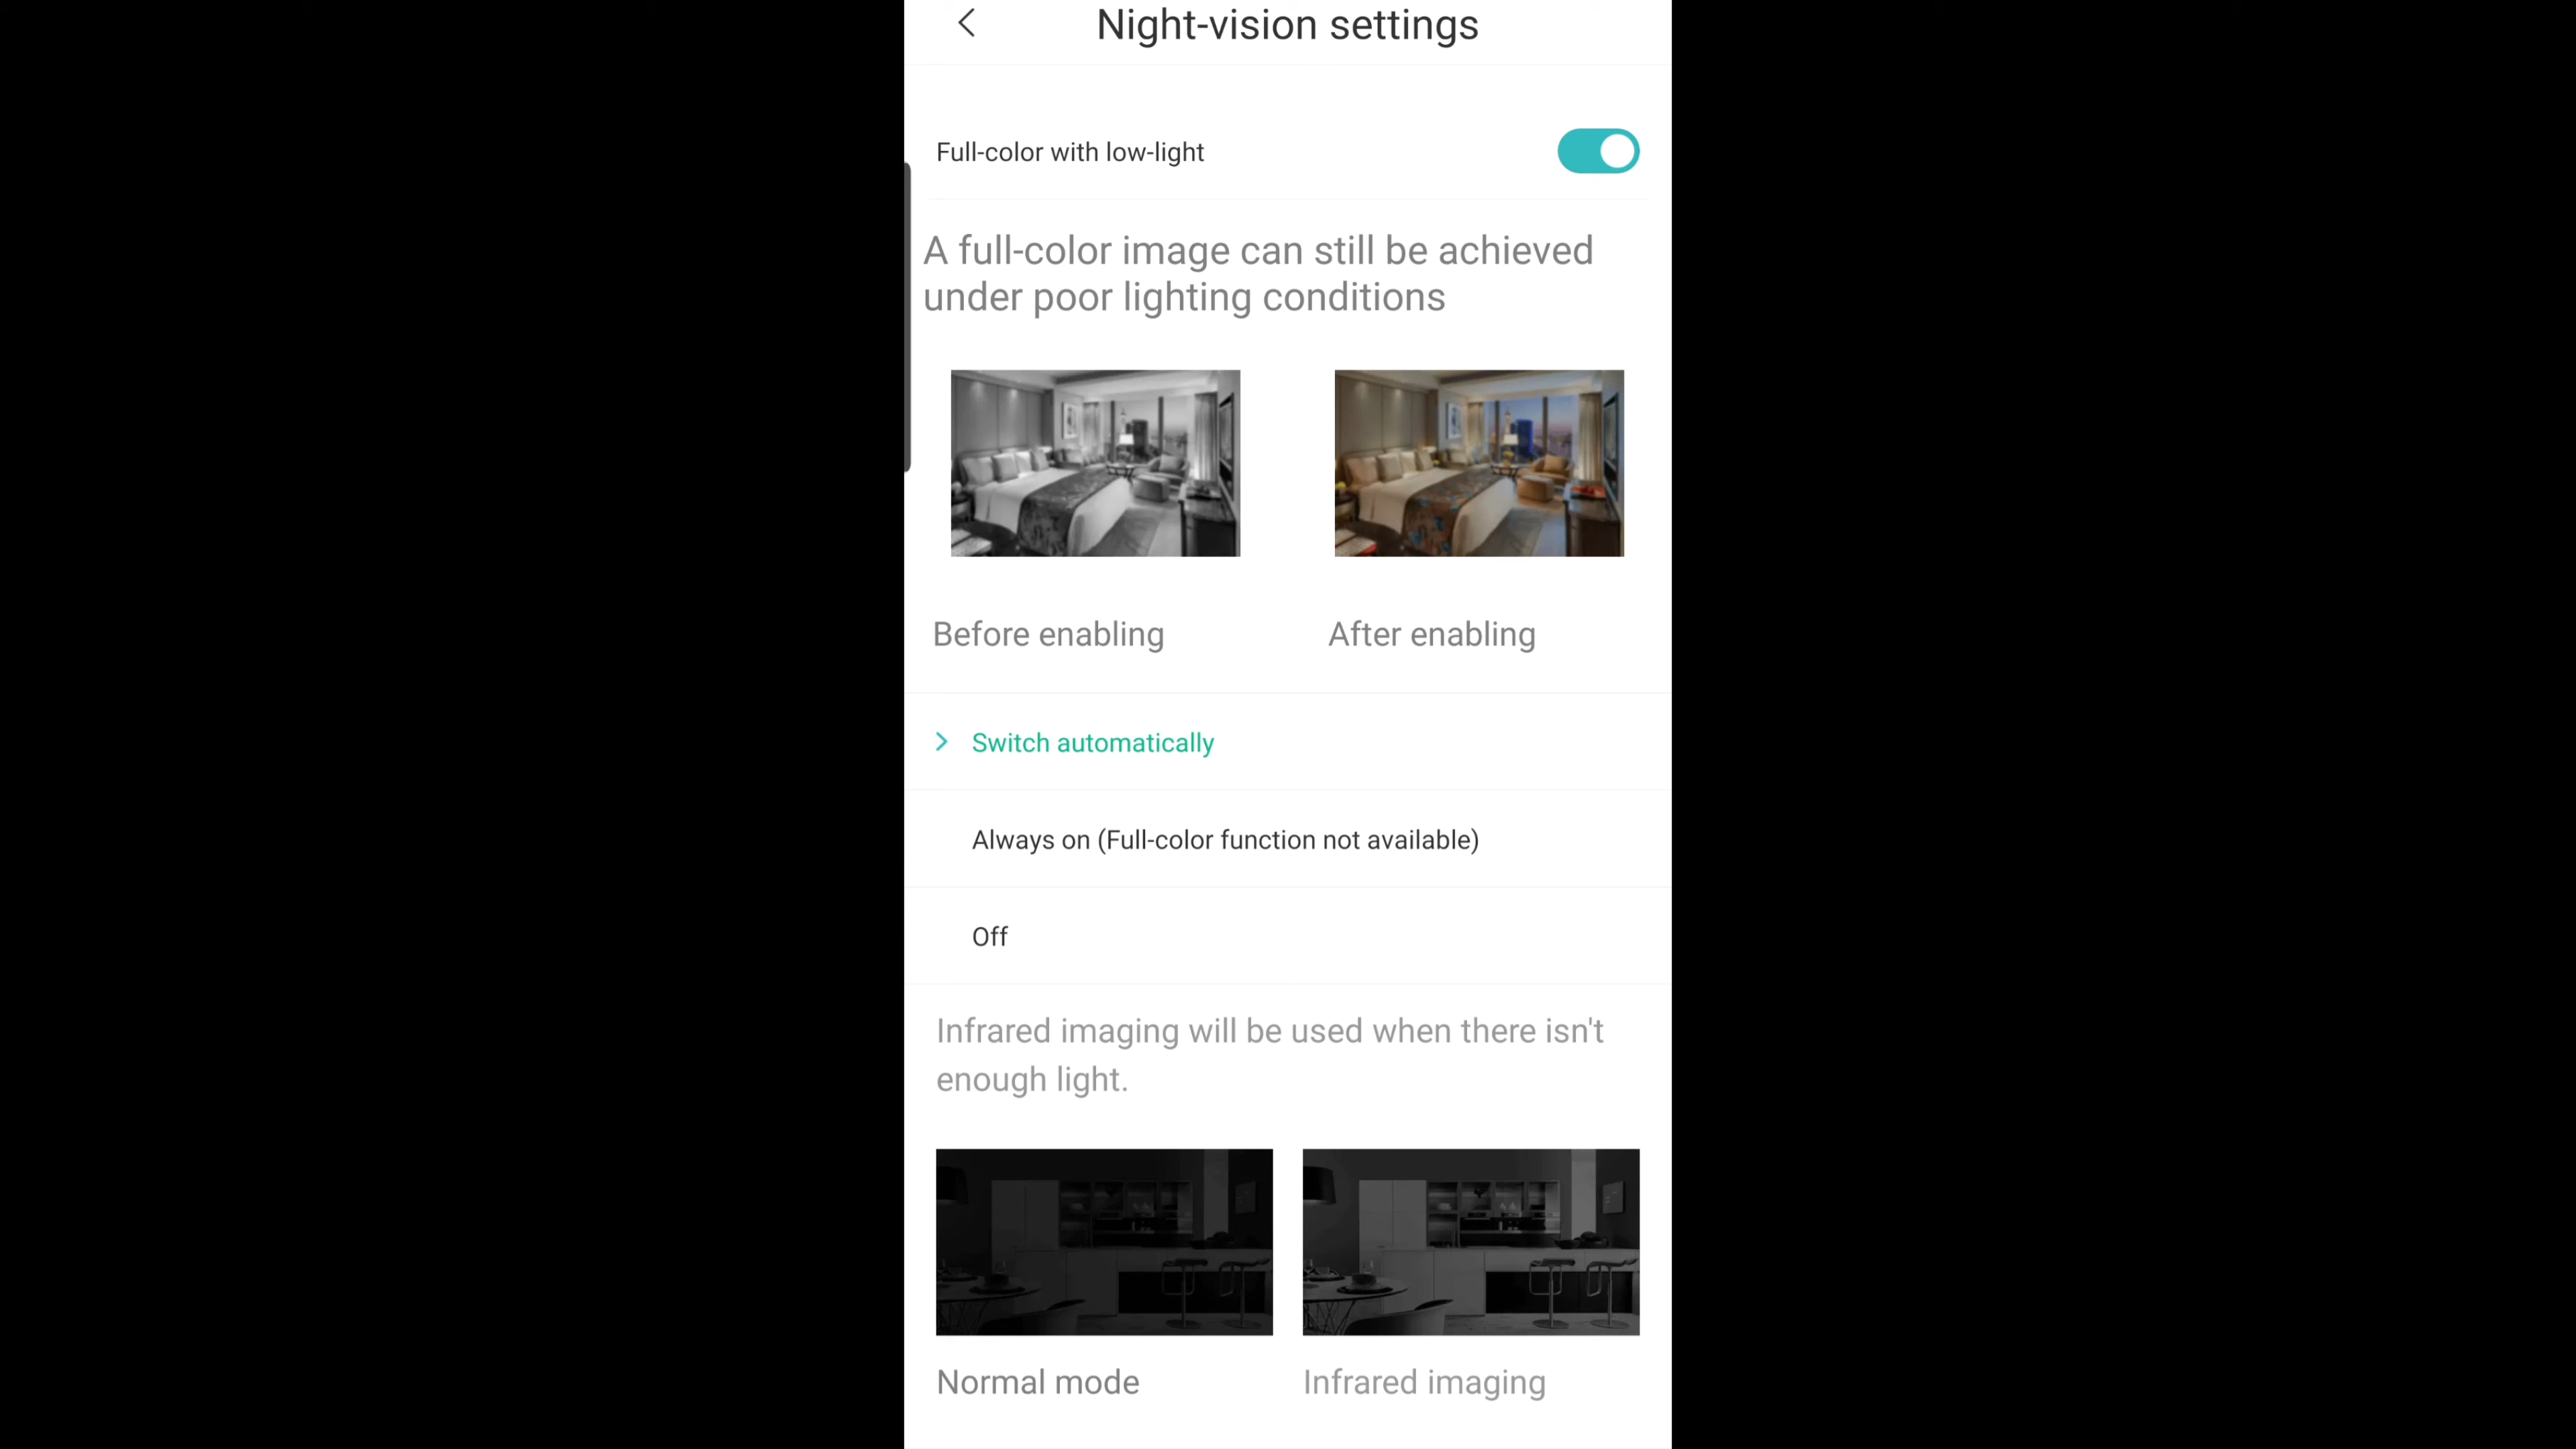 Night-vision settings
Full-color with low-light
A full-color image can still be achieved
under poor lighting conditions
Before enabling
After enabling
Switch automatically
Always on (Full-color function not available)
Off
Infrared imaging will be used when there isn't
enough light.
Normal mode
Infrared imaging